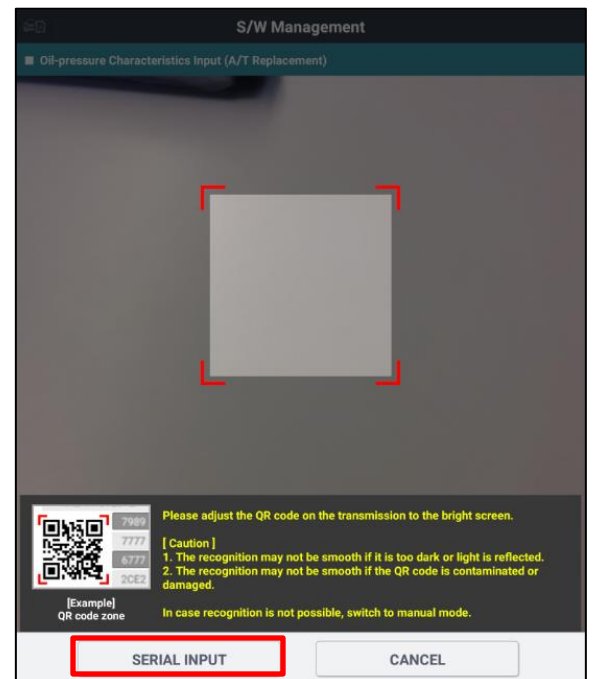 S/W Management
■ Oil-pressure Characteristics Input (A/T Replacement)
7989
7777
6777
2CE2
[Example]
QR code zone
Please adjust the QR code on the transmission to the bright screen.
[ Caution ]
1. The recognition may not be smooth if it is too dark or light is reflected.
2. The recognition may not be smooth if the QR code is contaminated or
damaged.
In case recognition is not possible, switch to manual mode.
SERIAL INPUT
CANCEL